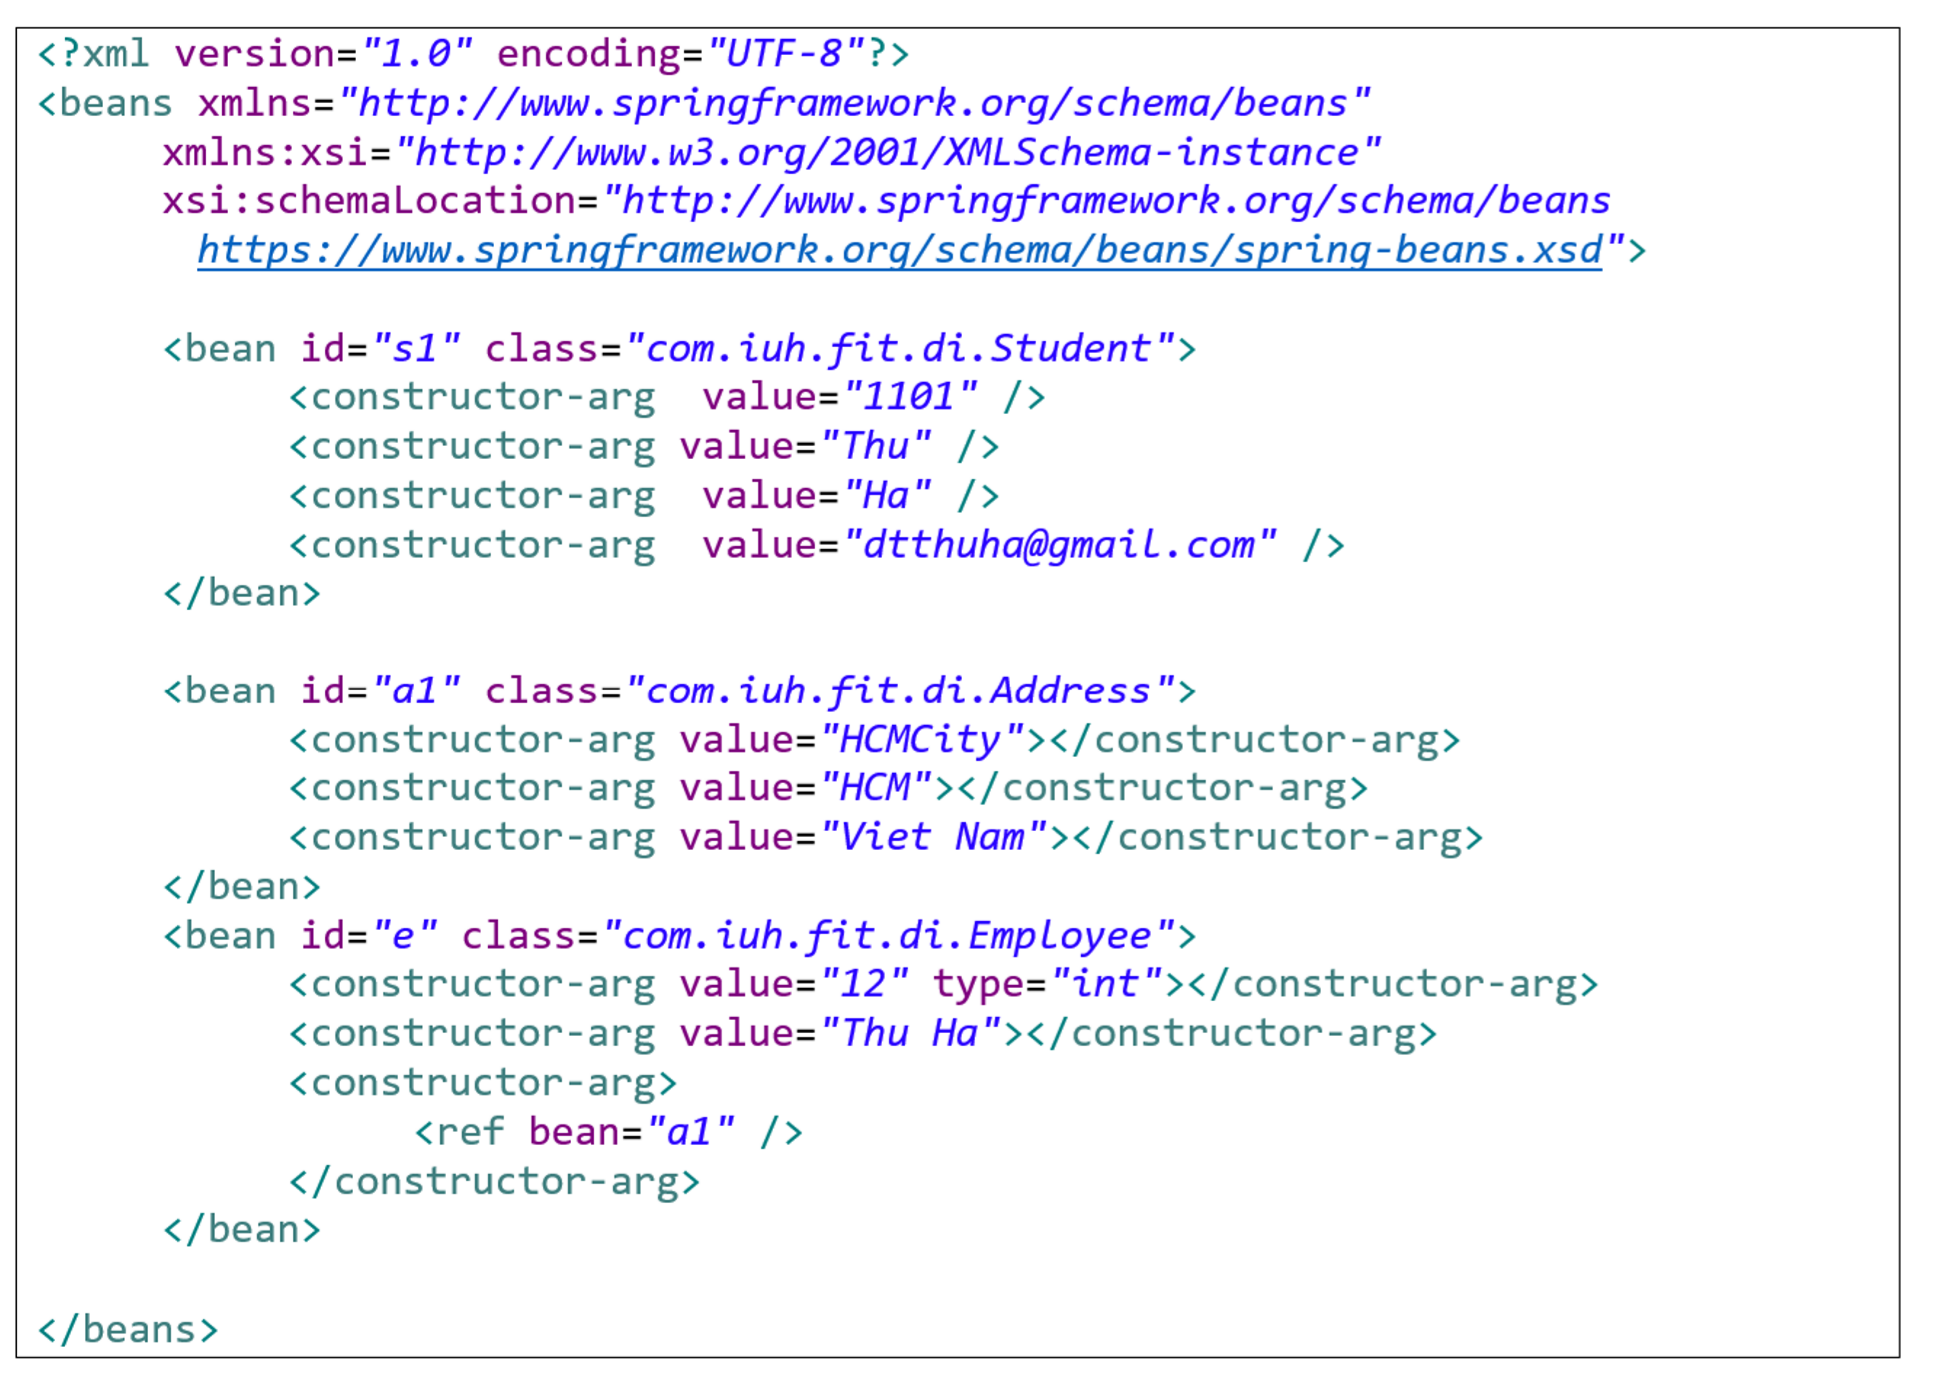 <?xml version="1.0" encoding="UTF-8"?>
<beans xmlns="http://www.springframework.org/schema/beans"
xmlns:xsi="http://www.w3.org/2001/XMLSchema-instance"
xsi:schemaLocation="http://www.springframework.org/schema/beans
https://www.springframework.org/schema/beans/spring-beans.xsd">
<bean id="s1" class="com.iuh.fit.di.Student">
<constructor-arg  value="1101" />
<constructor-arg value="Thu" />
<constructor-arg  value="Ha" />
<constructor-arg  value="dtthuha@gmail.com" />
</bean>
<bean id="a1" class="com.iuh.fit.di.Address">
<constructor-arg value="HCMCity"></constructor-arg>
<constructor-arg value="HCM"></constructor-arg>
<constructor-arg value="Viet Nam"></constructor-arg>
</bean>
<bean id="e" class="com.iuh.fit.di.Employee">
<constructor-arg value="12" type="int"></constructor-arg>
<constructor-arg value="Thu Ha"></constructor-arg>
<constructor-arg>
<ref bean="a1" />
</constructor-arg>
</bean>
</beans>